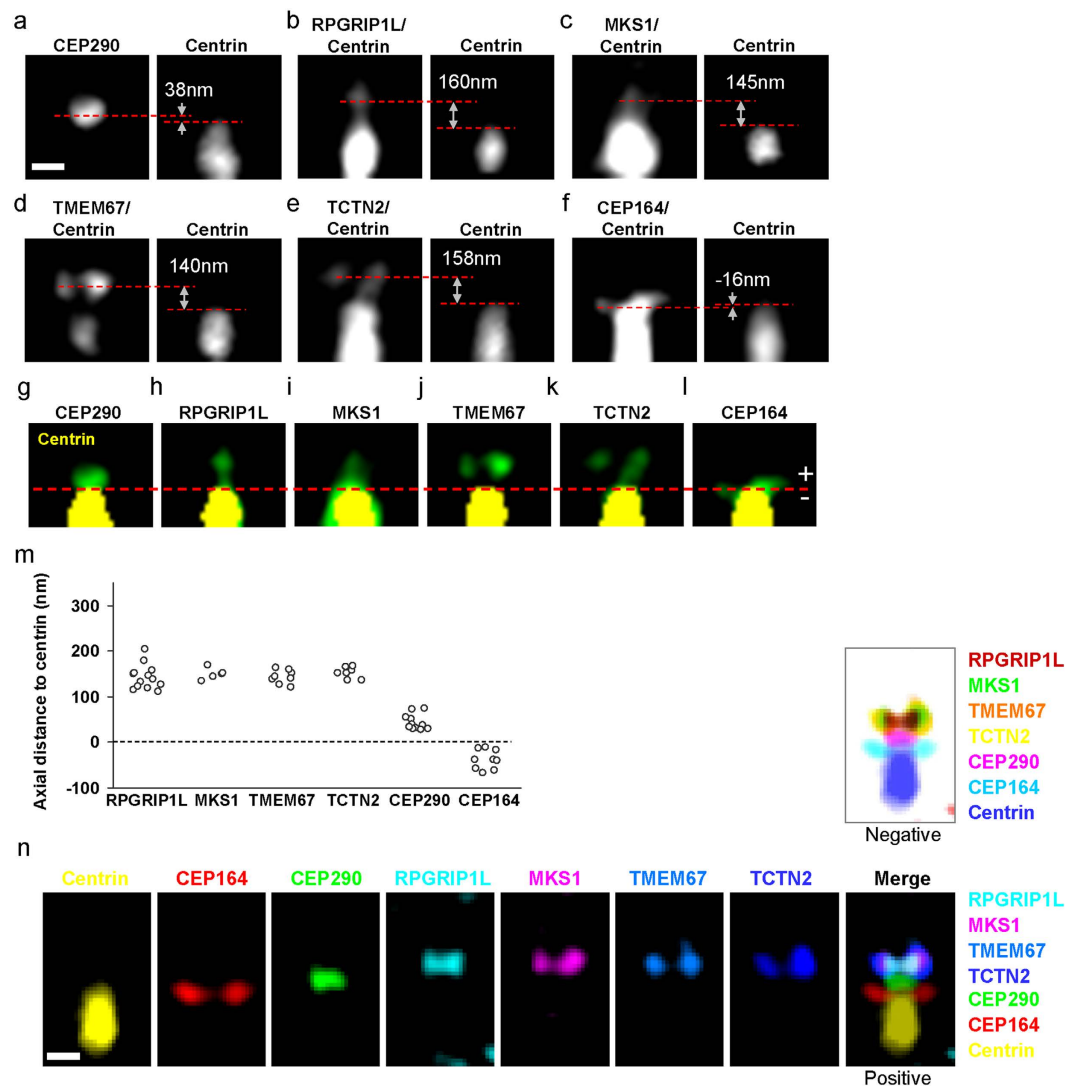 a
CEP290
Centrin
38nm
b
RPGRIP1L/
Centrin
Centrin
160nm
c
MKS1/
Centrin
Centrin
145nm
d
TMEM67/
Centrin
Centrin
140nm
e
TCTN2/
Centrin
Centrin
158nm
f
CEP164/
Centrin
Centrin
-16nm
g
CEP290
Centrin
h
RPGRIP1L
i
MKS1
j
TMEM67
k
TCTN2
l
CEP164
+
-
m
Axial distance to centrin (nm)
300
200
100
0
-100
RPGRIP1L MKS1 TMEM67 TCTN2 CEP290 CEP164
RPGRIP1L
MKS1
TMEM67
TCTN2
CEP290
CEP164
Centrin
Negative
n
Centrin CEP164 CEP290 RPGRIP1L MKS1 TMEM67 TCTN2 Merge
RPGRIP1L
MKS1
TMEM67
TCTN2
CEP290
CEP164
Centrin
Positive